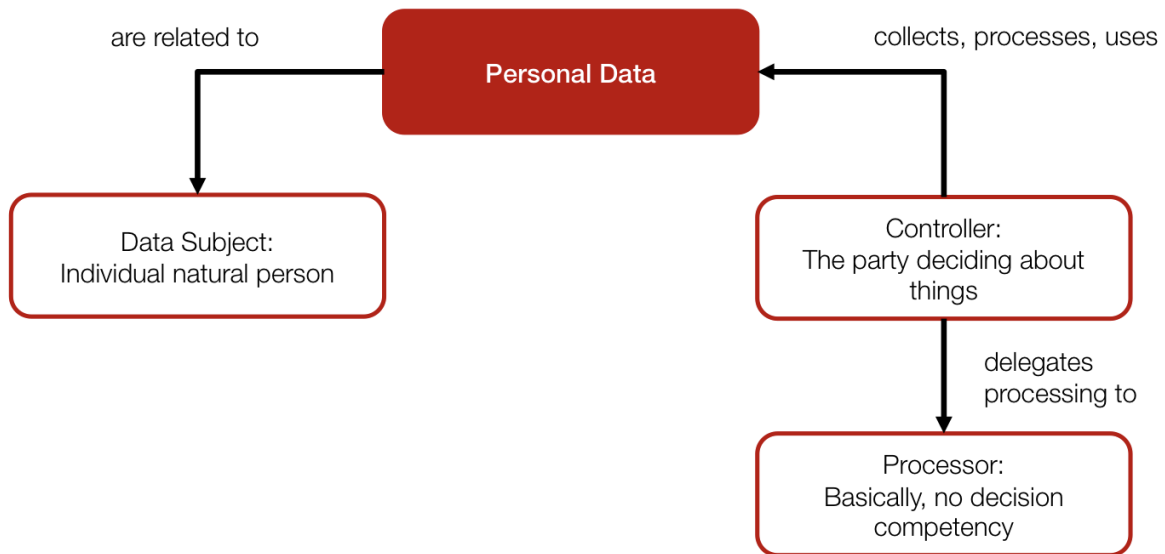 are related to
Personal Data
collects, processes, uses
Data Subject:
Individual natural person
Controller:
The party deciding about
things
delegates
processing to
Processor:
Basically, no decision
competency